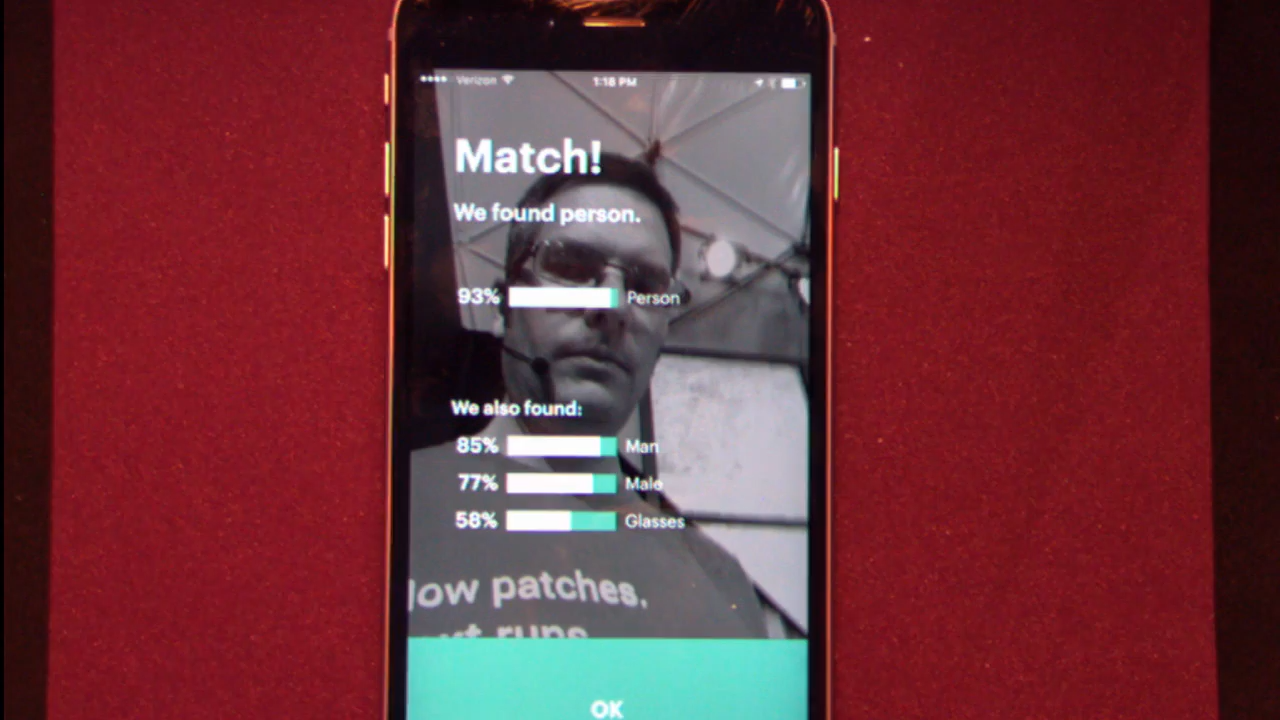 Verizon 1:18 PM
Match!
We found person.
93% Person
We also found:
85% Man
77% Male
58% Glasses
low patches,
runs
OK